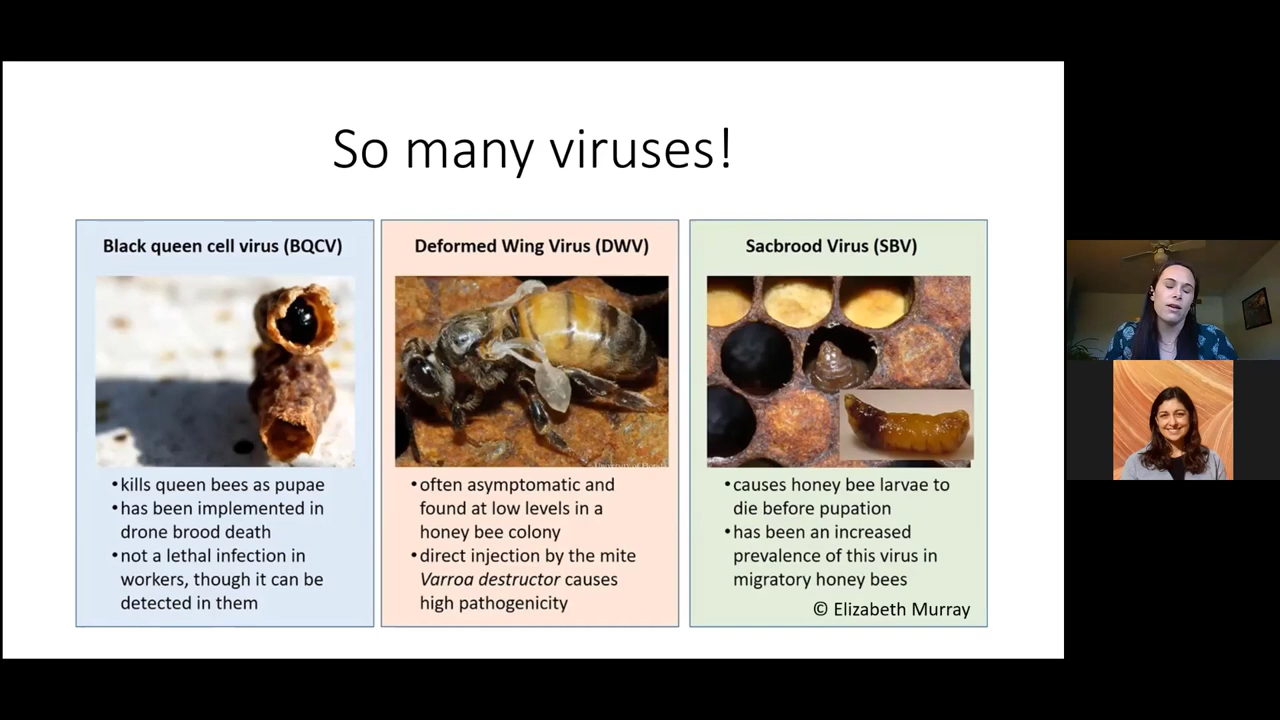 So many viruses!
Black queen cell virus (BQCV)
•kills queen bees as pupae
•has been implemented in
drone brood death
•not a lethal infection in
workers, though it can be
detected in them
Deformed Wing Virus (DWV)
University of Florida
•often asymptomatic and
found at low levels in a
honey bee colony
•direct injection by the mite
Varroa destructor causes
high pathogenicity
Sacbrood Virus (SBV)
•causes honey bee larvae to
die before pupation
•has been an increased
prevalence of this virus in
migratory honey bees
© Elizabeth Murray